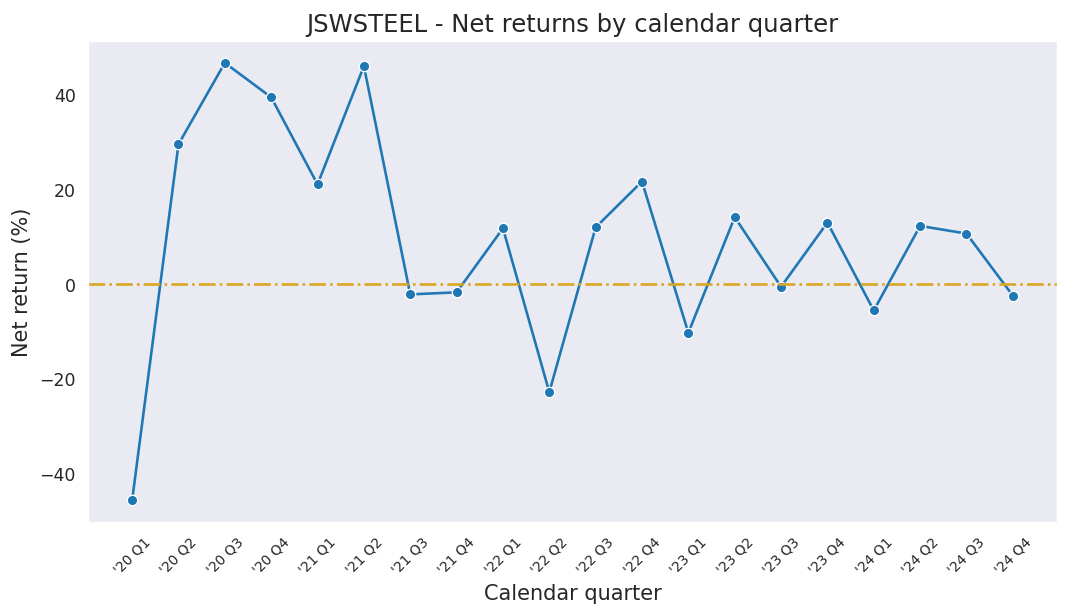 JSWSTEEL - Net returns by calendar quarter
Net return (%)
40
20
0
−20
−40
'20 Q1
'20 Q2
'20 Q3
'20 Q4
'21 Q1
'21 Q2
'21 Q3
'21 Q4
'22 Q1
'22 Q2
'22 Q3
'22 Q4
'23 Q1
'23 Q2
'23 Q3
'23 Q4
'24 Q1
'24 Q2
'24 Q3
'24 Q4
Calendar quarter